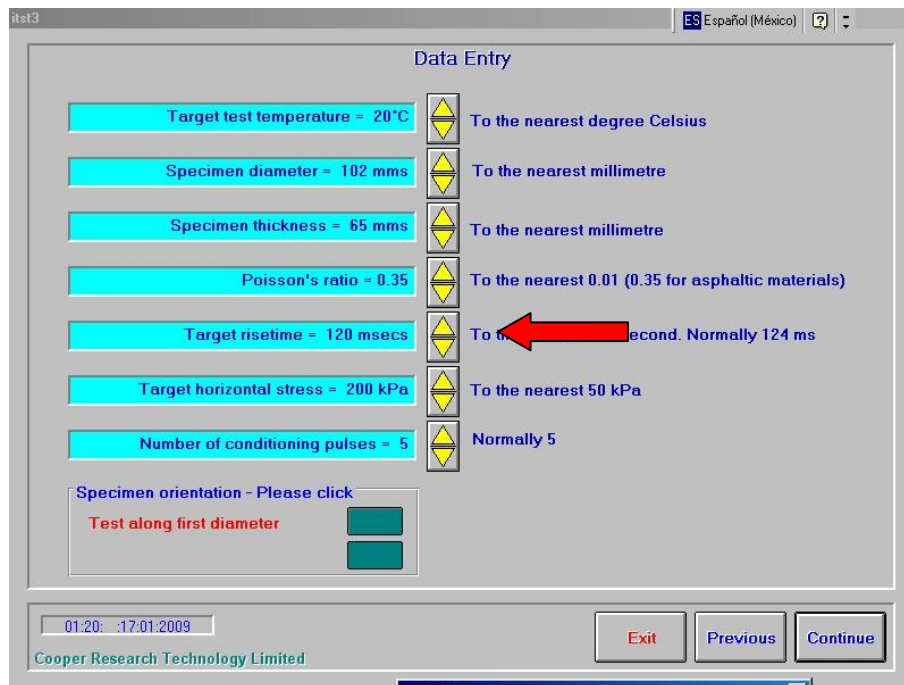 itst3
ES Español (México)
Data Entry
Target test temperature = 20°C To the nearest degree Celsius
Specimen diameter = 102 mms To the nearest millimetre
Specimen thickness = 65 mms To the nearest millimetre
Poisson's ratio = 0.35 To the nearest 0.01 (0.35 for asphaltic materials)
Target risetime = 120 msecs To econd. Normally 124 ms
Target horizontal stress = 200 kPa To the nearest 50 kPa
Number of conditioning pulses = 5 Normally 5
Specimen orientation - Please click
Test along first diameter
01:20: :17:01:2009
Cooper Research Technology Limited
Exit Previous Continue